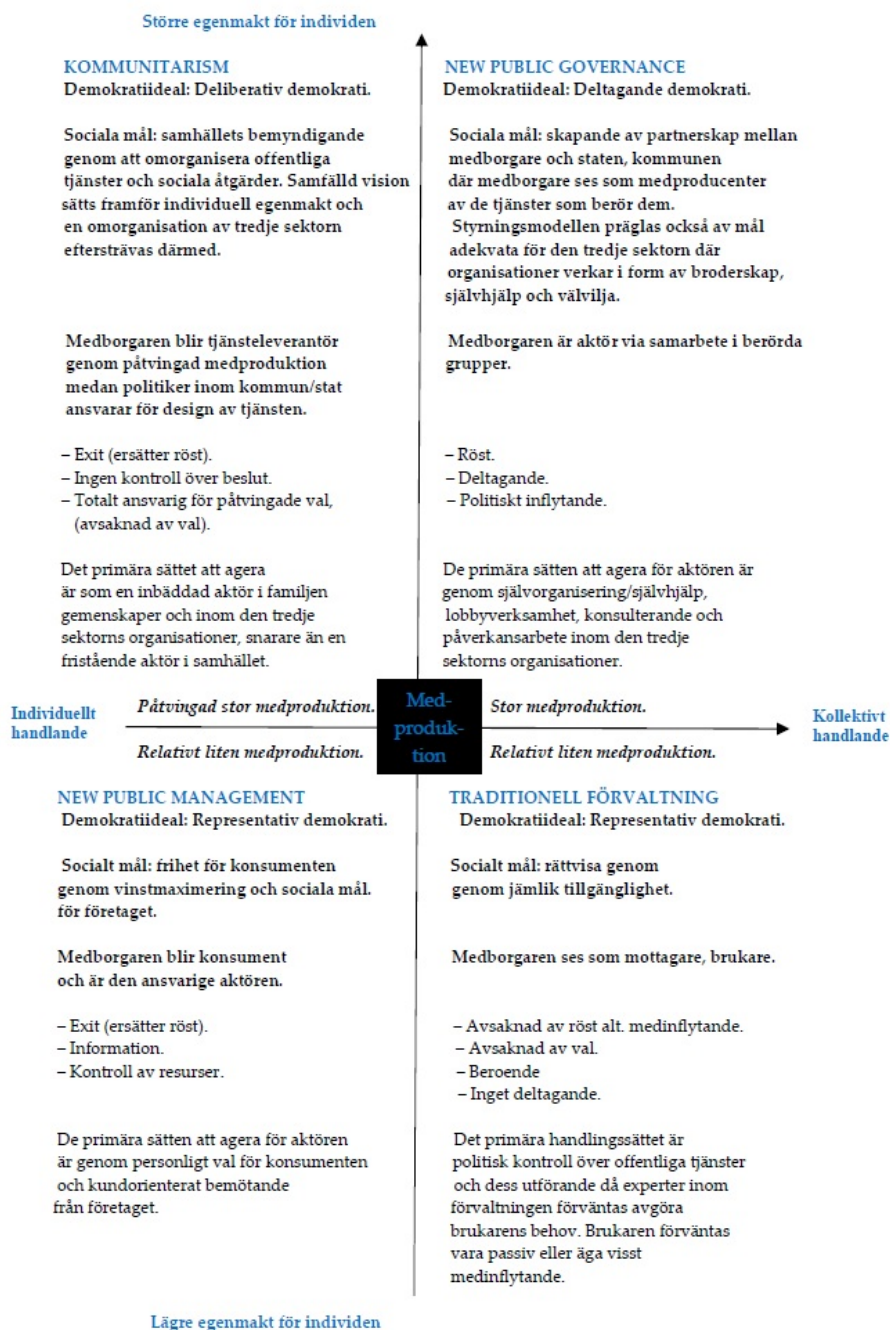 Större egenmakt för individen
KOMMUNITARISM
Demokratiideal: Deliberativ demokrati.
Sociala mål: samhällets bemyndigande
genom att omorganisera offentliga
tjänster och sociala åtgärder. Samfälld vision
sätts framför individuell egenmakt och
en omorganisation av tredje sektorn
eftersträvas därmed.
Medborgaren blir tjänsteleverantör
genom påtvingad medproduktion
medan politiker inom kommun/stat
ansvarar för design av tjänsten.
– Exit (ersätter röst).
– Ingen kontroll över beslut.
– Totalt ansvarig för påtvingade val,
(avsaknad av val).
Det primära sättet att agera
är som en inbäddad aktör i familjen
gemenskaper och inom den tredje
sektorns organisationer, snarare än en
fristående aktör i samhället.
NEW PUBLIC GOVERNANCE
Demokratiideal: Deltagande demokrati.
Sociala mål: skapande av partnerskap mellan
medborgare och staten, kommunen
där medborgare ses som medproducenter
av de tjänster som berör dem.
Styrningsmodellen präglas också av mål
adekvata för den tredje sektorn där
organisationer verkar i form av broderskap,
självhjälp och välvilja.
Medborgaren är aktör via samarbete i berörda
grupper.
– Röst.
– Deltagande.
– Politiskt inflytande.
De primära sätten att agera för aktören är
genom självorganisering/självhjälp,
lobbyverksamhet, konsulterande och
påverkansarbete inom den tredje
sektorns organisationer.
Individuellt
handlande
Påtvingad stor medproduktion.
Relativt liten medproduktion.
Med-
produk-
tion
Stor medproduktion.
Relativt liten medproduktion.
Kollektivt
handlande
NEW PUBLIC MANAGEMENT
Demokratiideal: Representativ demokrati.
Socialt mål: frihet för konsumenten
genom vinstmaximering och sociala mål.
för företaget.
Medborgaren blir konsument
och är den ansvarige aktören.
– Exit (ersätter röst).
– Information.
– Kontroll av resurser.
De primära sätten att agera för aktören
är genom personligt val för konsumenten
och kundorienterat bemötande
från företaget.
TRADITIONELL FÖRVALTNING
Demokratiideal: Representativ demokrati.
Socialt mål: rättvisa genom
genom jämlik tillgänglighet.
Medborgaren ses som mottagare, brukare.
– Avsaknad av röst alt. medinflytande.
– Avsaknad av val.
– Beroende
– Inget deltagande.
Det primära handlingssättet är
politisk kontroll över offentliga tjänster
och dess utförande då experter inom
förvaltningen förväntas avgöra
brukarens behov. Brukaren förväntas
vara passiv eller äga visst
medinflytande.
Lägre egenmakt för individen